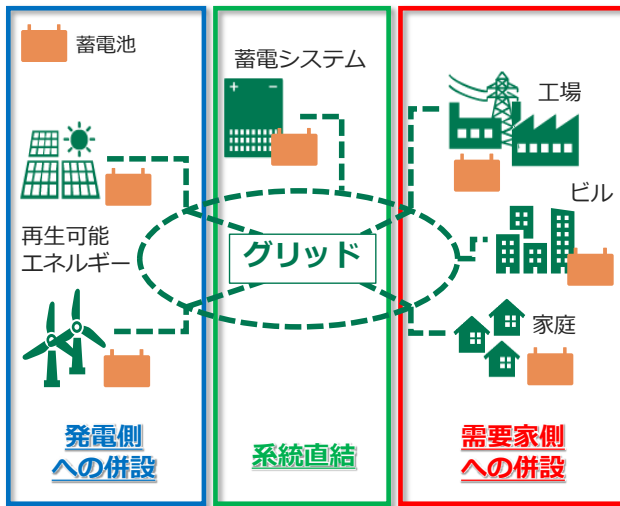 蓄電池
再生可能
エネルギー
発電側
への併設
蓄電システム
+ −
グリッド
系統直結
工場
ビル
家庭
需要家側
への併設